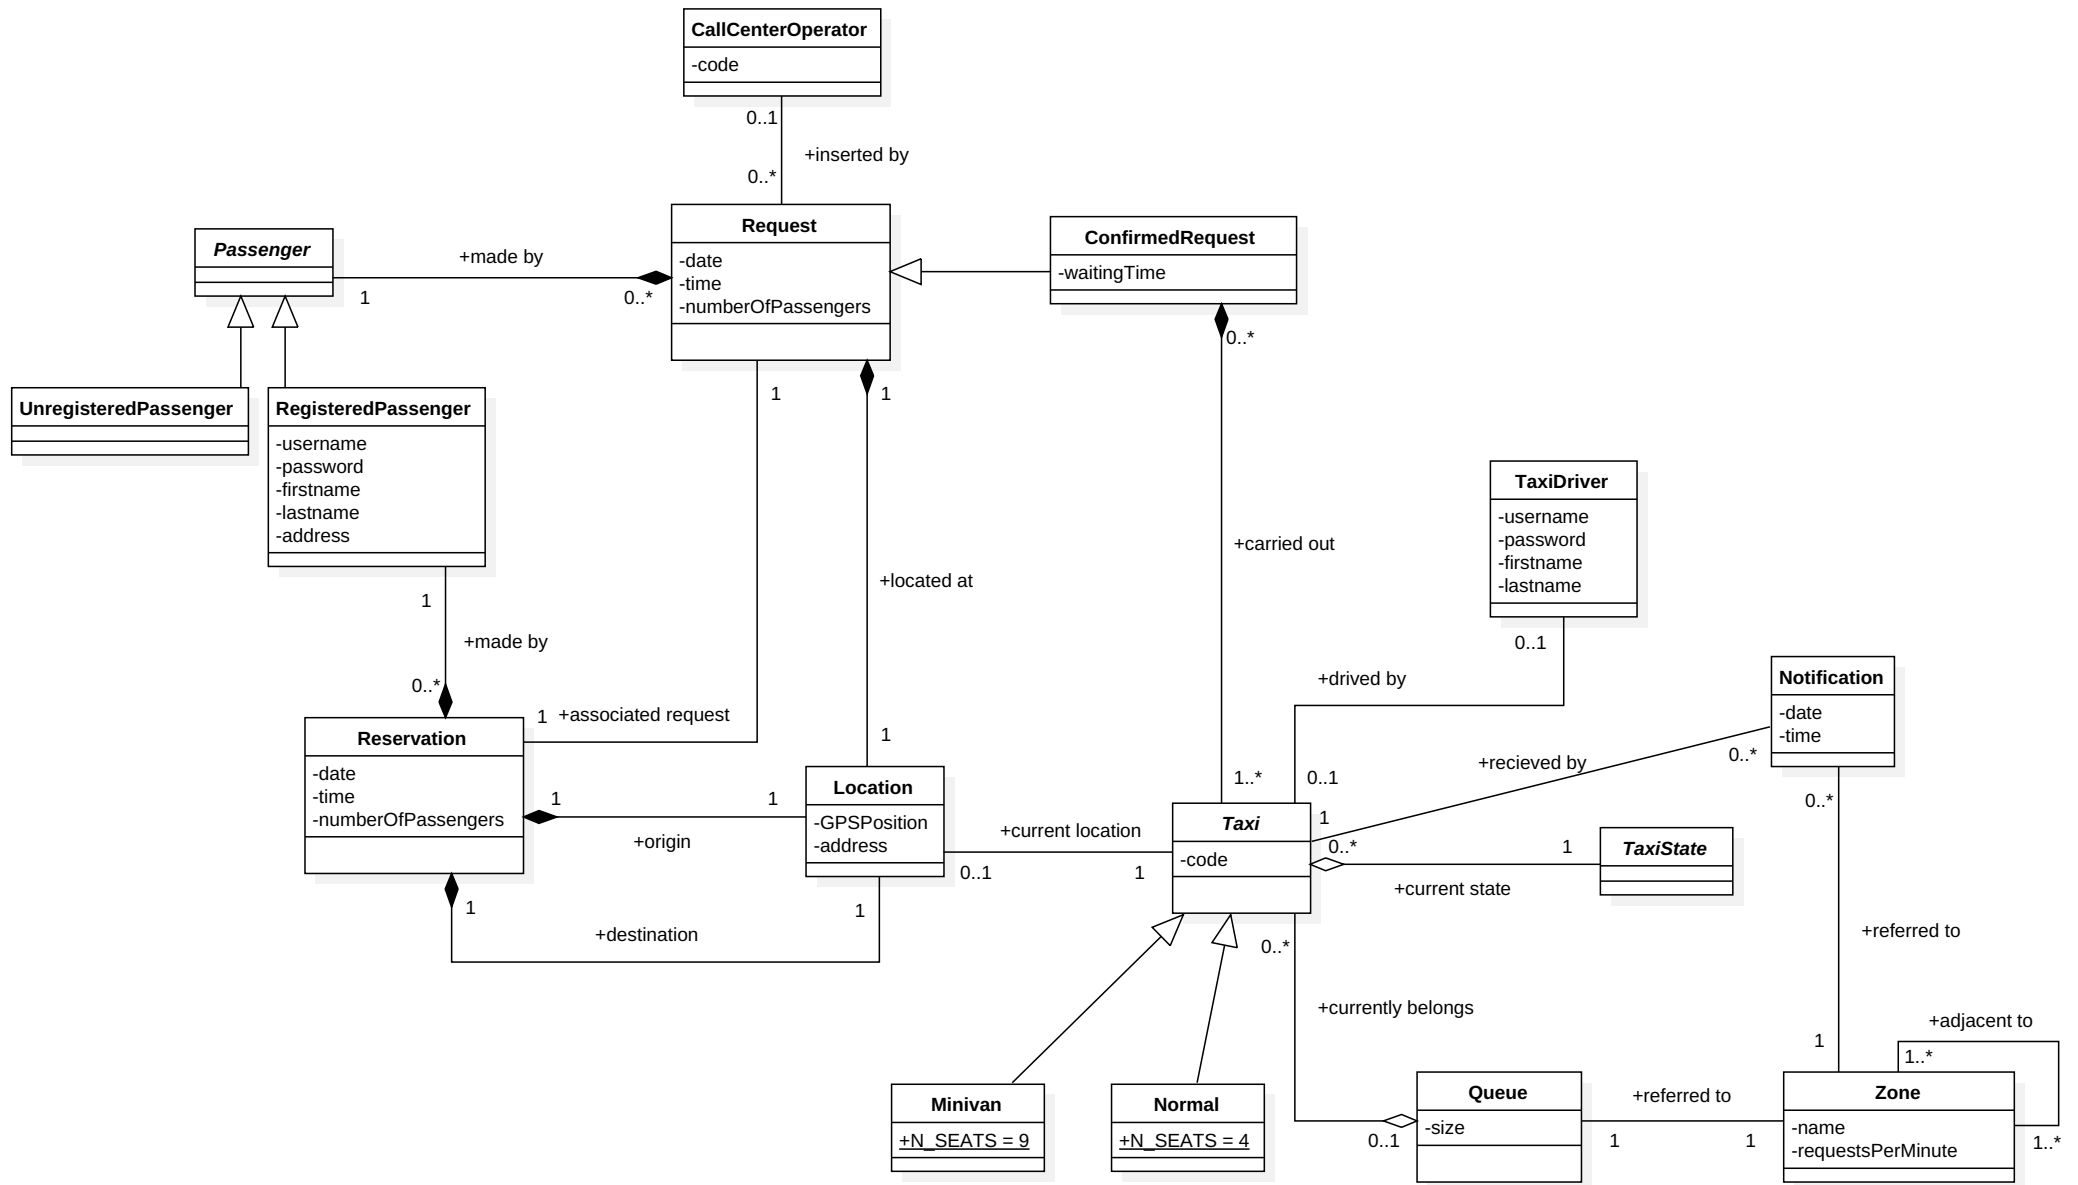 CallCenterOperator
-code
0..1
+inserted by
0..*
Request
-date
-time
-numberOfPassengers
ConfirmedRequest
-waitingTime
Passenger
+made by
1
0..*
1
1
0..*
UnregisteredPassenger
RegisteredPassenger
-username
-password
-firstname
-lastname
-address
TaxiDriver
-username
-password
-firstname
-lastname
+carried out
+located at
1
+made by
0..*
0..1
+drived by
Notification
-date
-time
1
+associated request
Reservation
-date
-time
-numberOfPassengers
1
1
1
+origin
Location
-GPSPosition
-address
+current location
0..1
1
1..*
0..1
+recieved by
0..*
0..*
Taxi
-code
1
0..*
1
+current state
TaxiState
1
+destination
1
0..*
+referred to
+currently belongs
+adjacent to
1
1..*
Minivan
+N_SEATS = 9
Normal
+N_SEATS = 4
0..1
Queue
-size
+referred to
1
1
Zone
-name
-requestsPerMinute
1..*